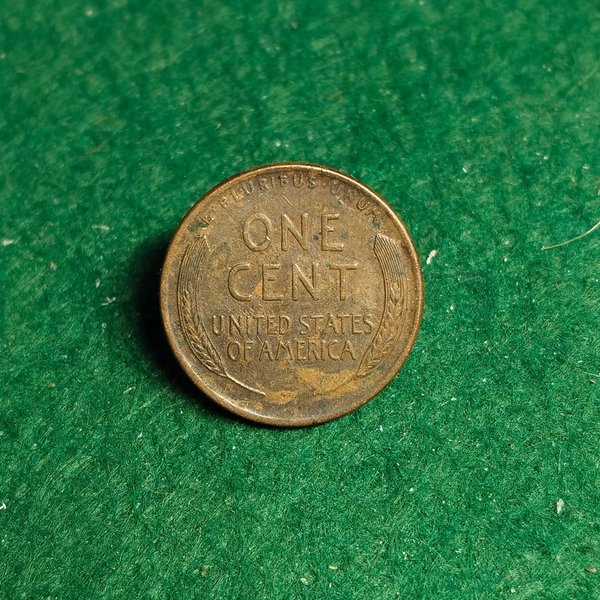 E · PLURIBUS · UNUM
ONE
CENT
UNITED STATES
OF AMERICA